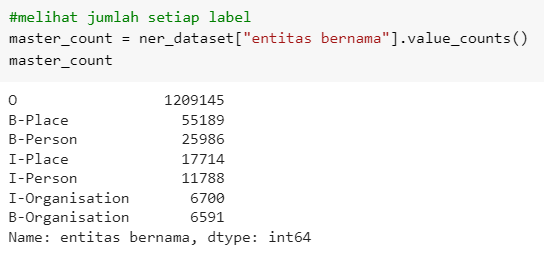 #melihat jumlah setiap label
master_count = ner_dataset["entitas bernama"].value_counts()
master_count
O 1209145
B-Place 55189
B-Person 25986
I-Place 17714
I-Person 11788
I-Organisation 6700
B-Organisation 6591
Name: entitas bernama, dtype: int64